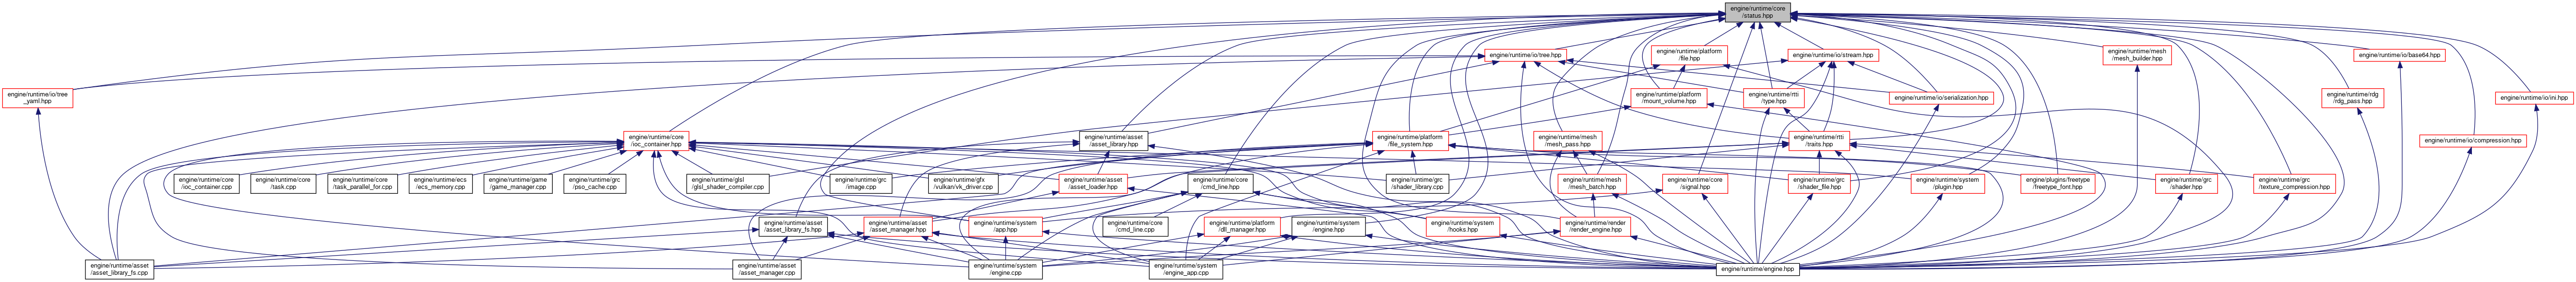 engine/runtime/core
/status.hpp
engine/runtime/io/tree.hpp
engine/runtime/platform
/file.hpp
engine/runtime/io/stream.hpp
engine/runtime/mesh
/mesh_builder.hpp
engine/runtime/io/base64.hpp
engine/runtime/io/tree
_yaml.hpp
engine/runtime/platform
/mount_volume.hpp
engine/runtime/rtti
/type.hpp
engine/runtime/io/serialization.hpp
engine/runtime/rdg
/rdg_pass.hpp
engine/runtime/io/ini.hpp
engine/runtime/core
/ioc_container.hpp
engine/runtime/asset
/asset_library.hpp
engine/runtime/platform
/file_system.hpp
engine/runtime/mesh
/mesh_pass.hpp
engine/runtime/rtti
/traits.hpp
engine/runtime/io/compression.hpp
engine/runtime/core
/ioc_container.cpp
engine/runtime/core
/task.cpp
engine/runtime/core
/task_parallel_for.cpp
engine/runtime/ecs
/ecs_memory.cpp
engine/runtime/game
/game_manager.cpp
engine/runtime/grc
/pso_cache.cpp
engine/runtime/glsl
/glsl_shader_compiler.cpp
engine/runtime/grc
/image.cpp
engine/runtime/gfx
/vulkan/vk_driver.cpp
engine/runtime/asset
/asset_loader.hpp
engine/runtime/core
/cmd_line.hpp
engine/runtime/grc
/shader_library.cpp
engine/runtime/mesh
/mesh_batch.hpp
engine/runtime/core
/signal.hpp
engine/runtime/grc
/shader_file.hpp
engine/runtime/system
/plugin.hpp
engine/plugins/freetype
/freetype_font.hpp
engine/runtime/grc
/shader.hpp
engine/runtime/grc
/texture_compression.hpp
engine/runtime/asset
/asset_library_fs.hpp
engine/runtime/asset
/asset_manager.hpp
engine/runtime/system
/app.hpp
engine/runtime/core
/cmd_line.cpp
engine/runtime/platform
/dll_manager.hpp
engine/runtime/system
/engine.hpp
engine/runtime/system
/hooks.hpp
engine/runtime/render
/render_engine.hpp
engine/runtime/asset
/asset_library_fs.cpp
engine/runtime/asset
/asset_manager.cpp
engine/runtime/system
/engine.cpp
engine/runtime/system
/engine_app.cpp
engine/runtime/engine.hpp